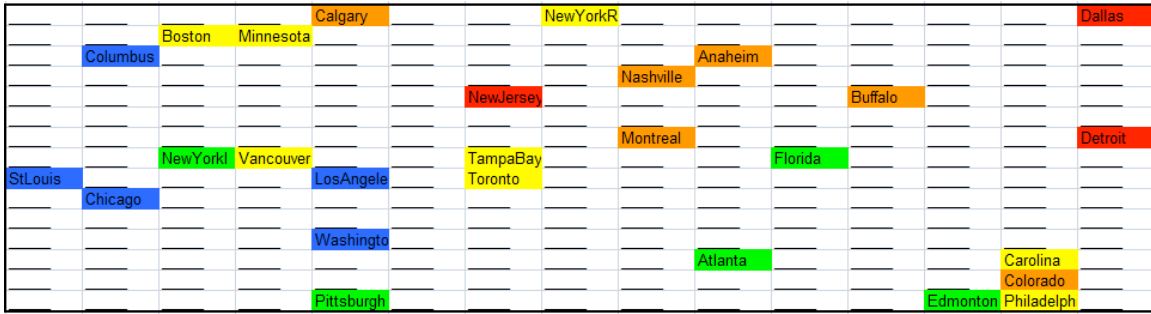 Calgary NewYorkR Dallas
Boston Minnesota
Columbus Anaheim
Nashville
NewJersey Buffalo
Montreal Detroit
NewYorkI Vancouver TampaBay Florida
StLouis LosAngele Toronto
Chicago
Washingto
Atlanta Carolina
Colorado
Pittsburgh Edmonton Philadelph